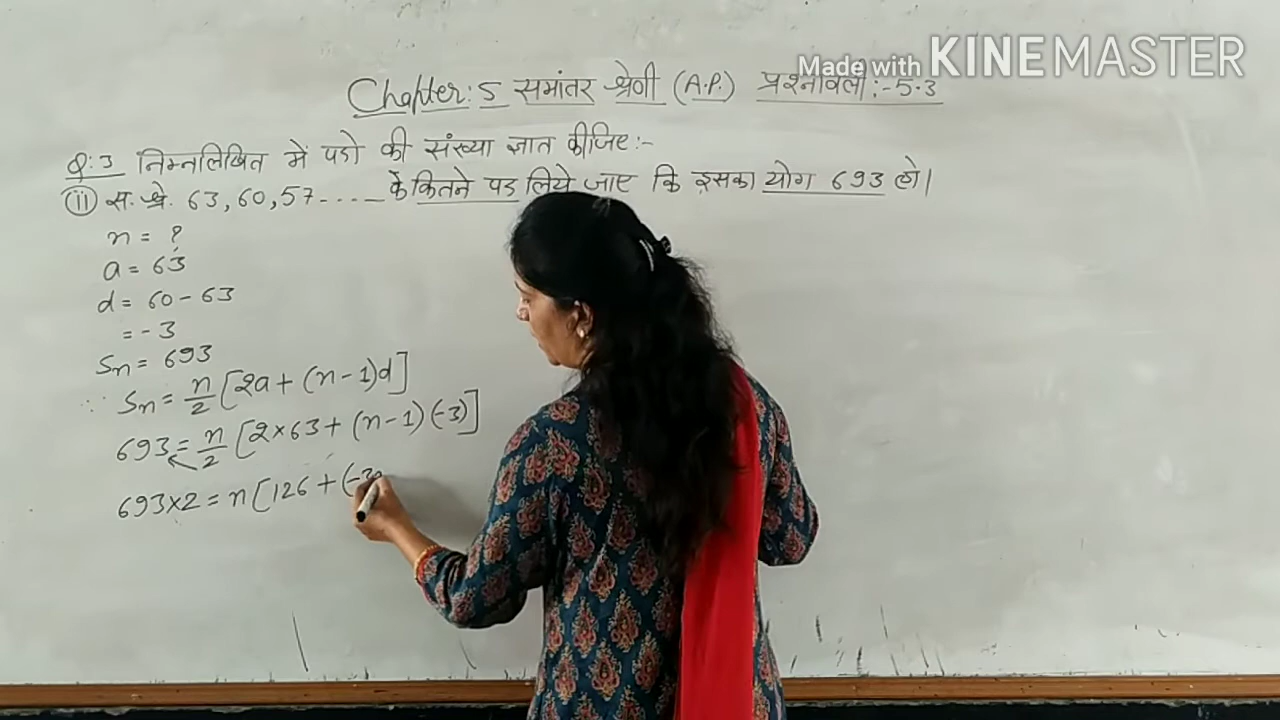 Made with KINEMASTER
Chapter: 5 समांतर श्रेणी (A.P.) प्रश्नावली:-5.3
Q:3 निम्नलिखित में पदो की संख्या ज्ञात कीजिए:-
(ii) स. श्रे. 63, 60, 57 ..... के कितने पद लिये जाए कि इसका योग 693 हो।
n = ?
a = 63
d = 60 - 63
= -3
Sn = 693
∵ Sn = n/2 [2a + (n-1)d]
693 = n/2 [2×63 + (n-1)(-3)]
693×2 = n [126 + (-3